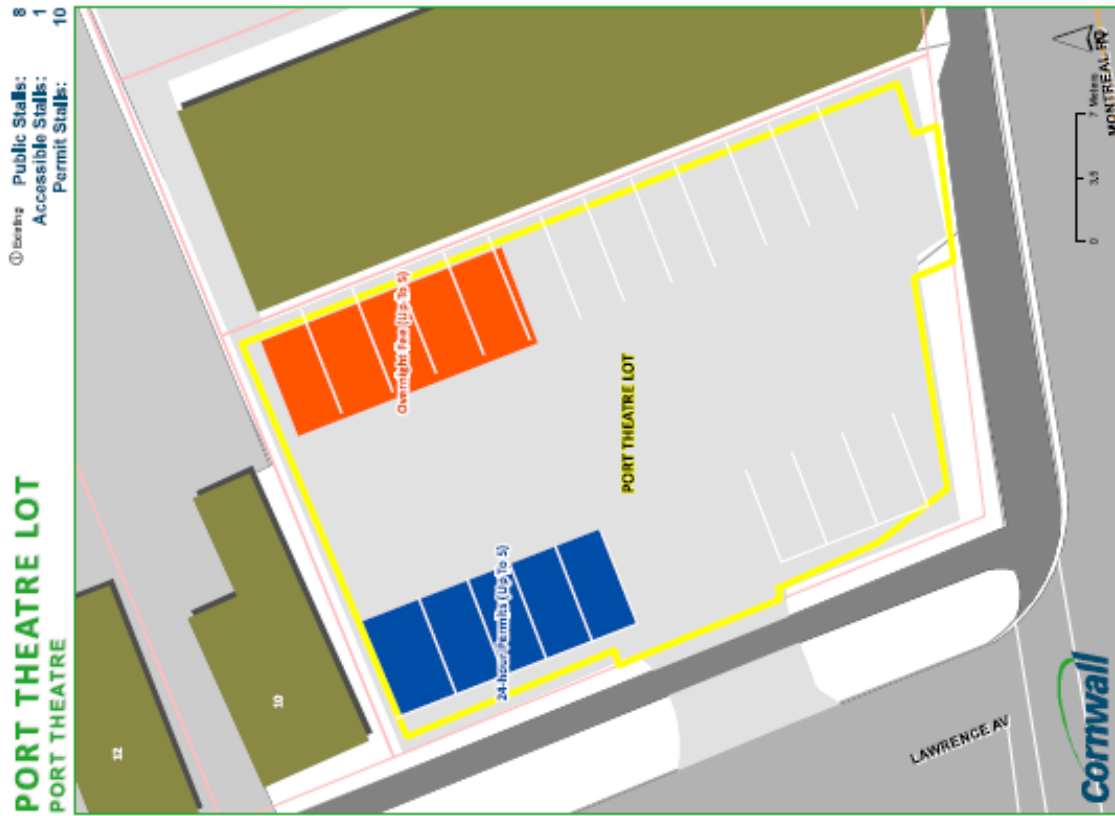 PORT THEATRE LOT
PORT THEATRE
Existing Public Stalls: 8
Accessible Stalls: 1
Permit Stalls: 10
12
10
Overnight Fee (Up To 5)
24-hour Permits (Up To 5)
PORT THEATRE LOT
LAWRENCE AV
0 3.5 7 Meters
MONTREAL RD
Cornwall